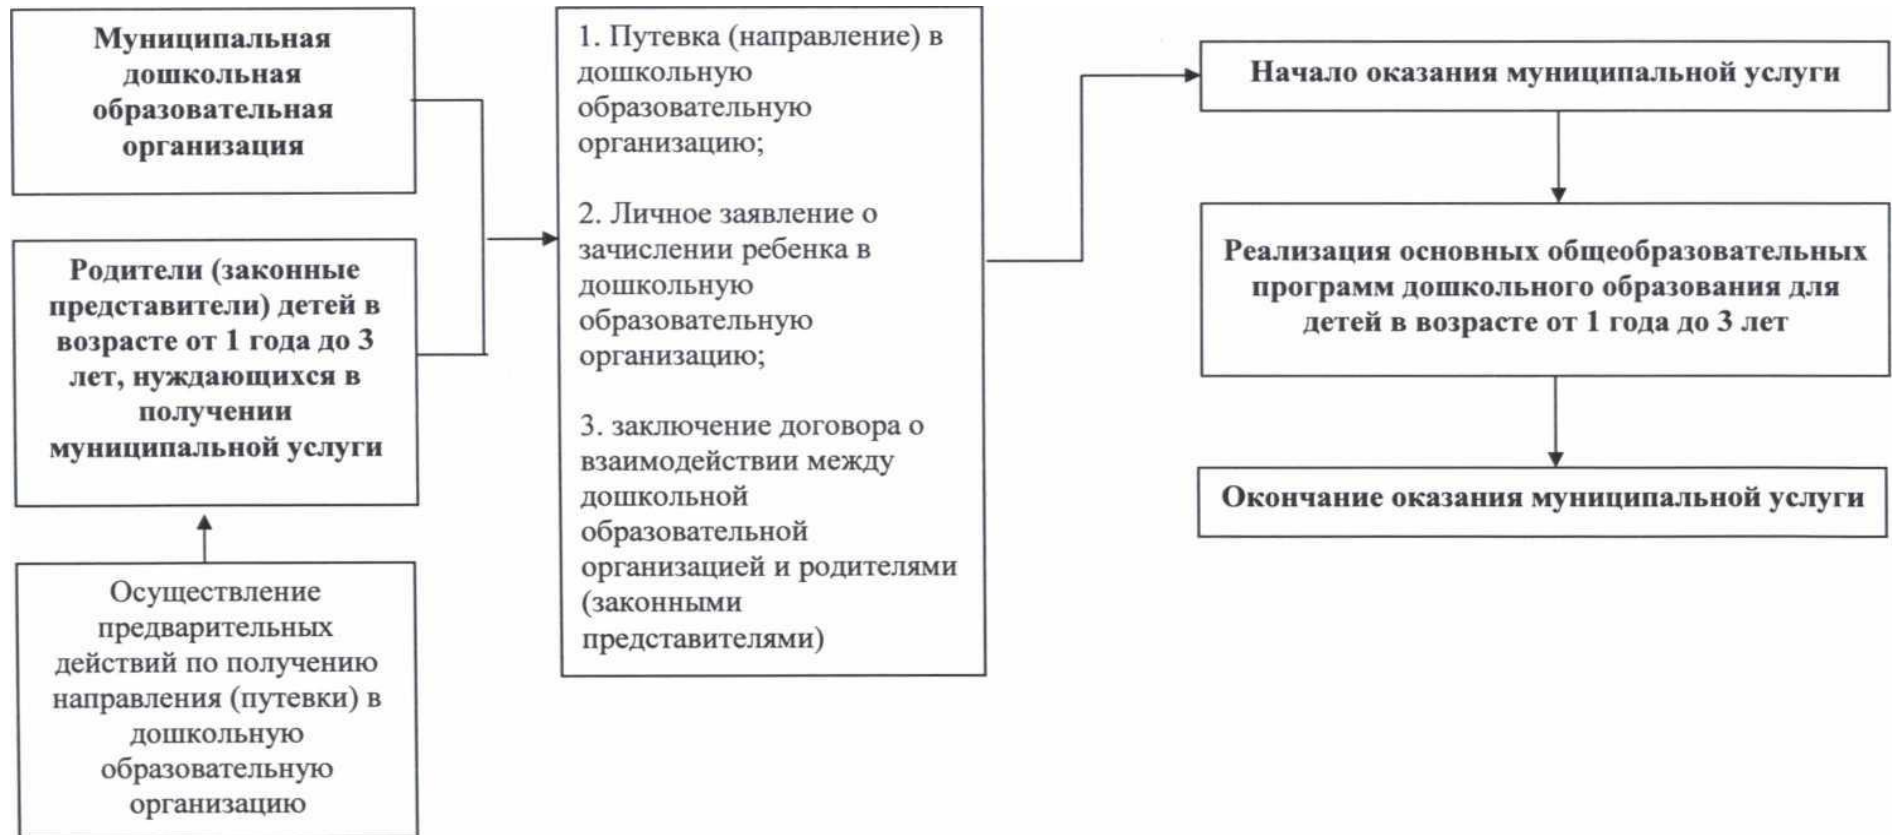 Муниципальная
дошкольная
образовательная
организация
Родители (законные
представители) детей в
возрасте от 1 года до 3
лет, нуждающихся в
получении
муниципальной услуги
Осуществление
предварительных
действий по получению
направления (путевки) в
дошкольную
образовательную
организацию
1. Путевка (направление) в
дошкольную
образовательную
организацию;
2. Личное заявление о
зачислении ребенка в
дошкольную
образовательную
организацию;
3. заключение договора о
взаимодействии между
дошкольной
образовательной
организацией и родителями
(законными
представителями)
Начало оказания муниципальной услуги
Реализация основных общеобразовательных
программ дошкольного образования для
детей в возрасте от 1 года до 3 лет
Окончание оказания муниципальной услуги